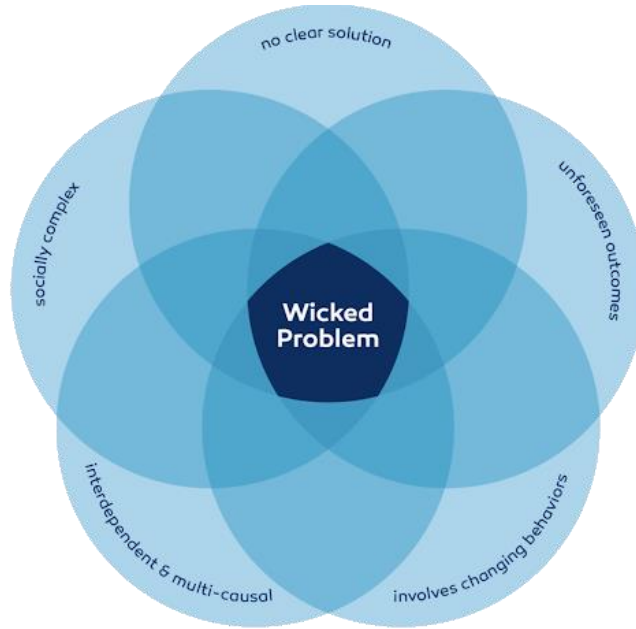 no clear solution
unforeseen outcomes
socially complex
Wicked
Problem
interdependent & multi-causal
involves changing behaviors